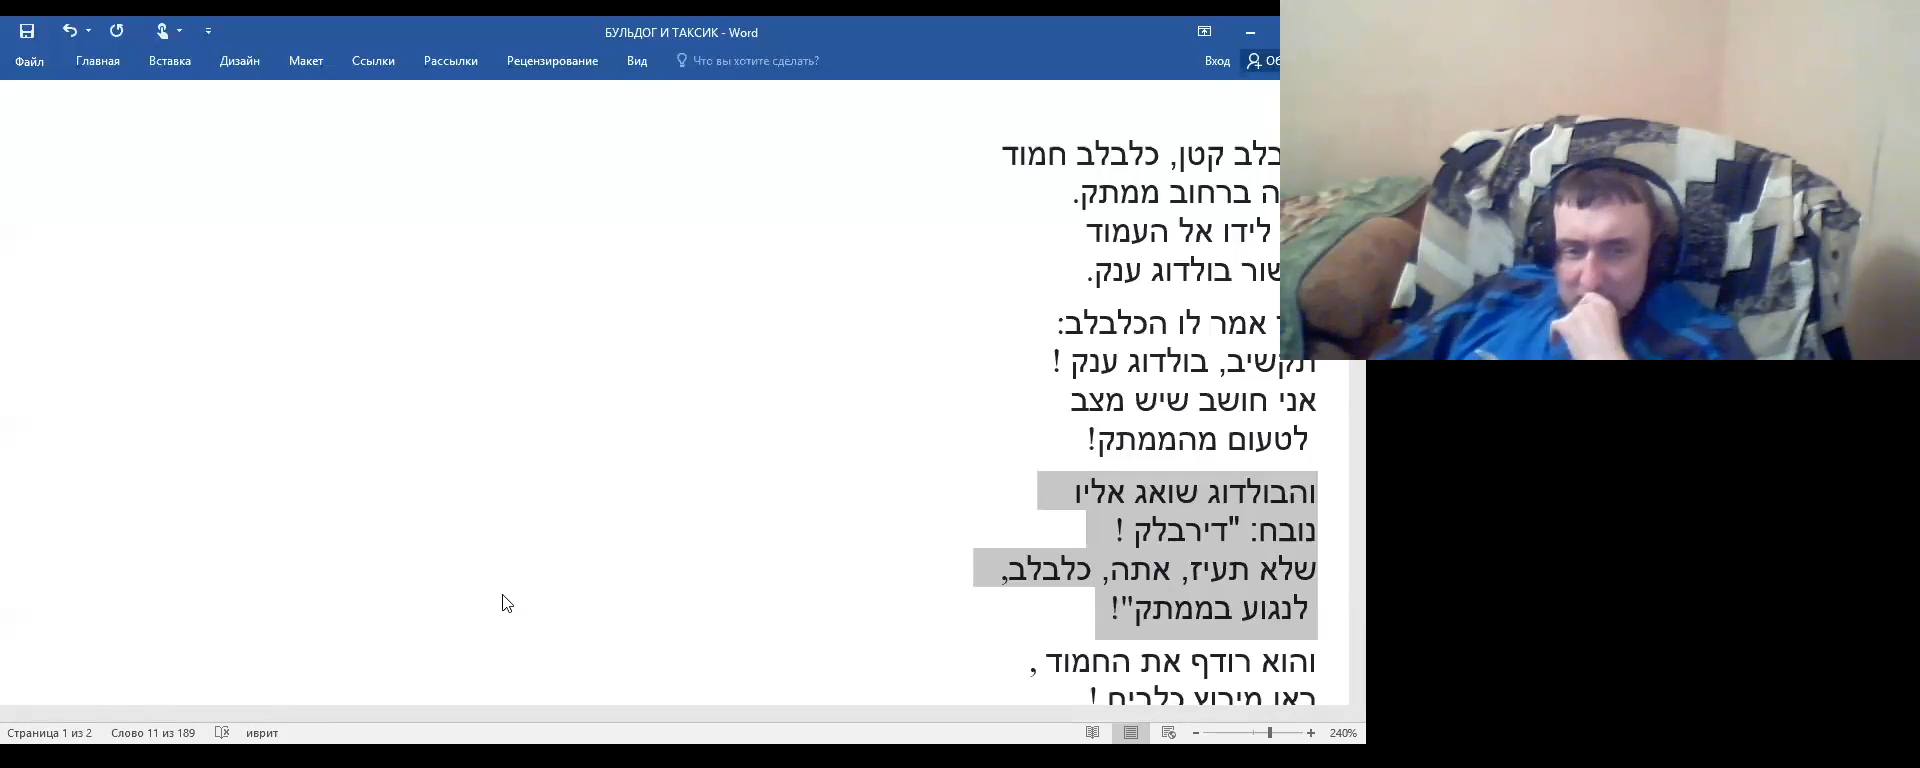 БУЛЬДОГ И ТАКСИК - Word
Файл Главная Вставка Дизайн Макет Ссылки Рассылки Рецензирование Вид Что вы хотите сделать? Вход
קטן, כלבלב חמוד
ברחוב ממתק.
לידו אל העמוד
בולדוג ענק.
אמר לו הכלבלב:
תקשיב, בולדוג ענק !
אני חושב שיש מצב
לטעום מהממתק!
והבולדוג שואג אליו
נובח: "דירבלק !
שלא תעיז, אתה, כלבלב,
לנגוע בממתק"!
והוא רודף את החמוד ,
ראו מירוץ כלבים !
Страница 1 из 2 Слово 11 из 189 иврит 240%